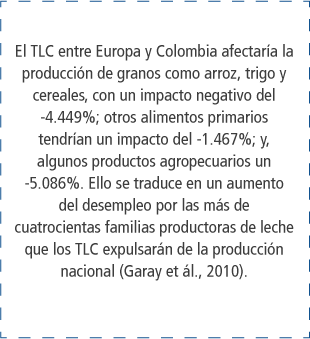 El TLC entre Europa y Colombia afectaría la
producción de granos como arroz, trigo y
cereales, con un impacto negativo del
-4.449%; otros alimentos primarios
tendrían un impacto del -1.467%; y,
algunos productos agropecuarios un
-5.086%. Ello se traduce en un aumento
del desempleo por las más de
cuatrocientas familias productoras de leche
que los TLC expulsarán de la producción
nacional (Garay et ál., 2010).